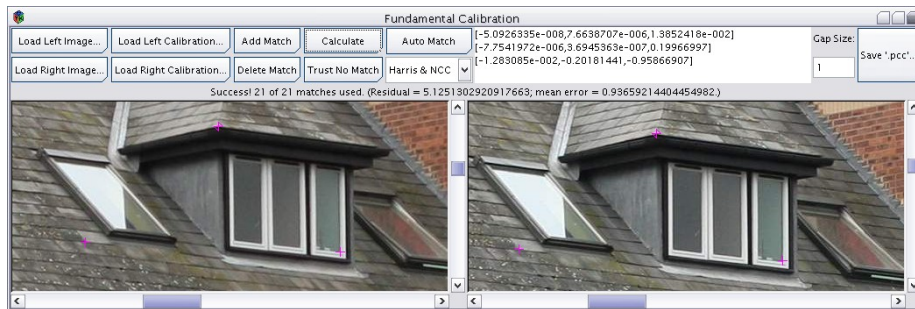 Fundamental Calibration
Load Left Image... Load Left Calibration... Add Match Calculate Auto Match
Load Right Image... Load Right Calibration... Delete Match Trust No Match Harris & NCC
[-5.0926335e-008,7.6638707e-006,1.3852418e-002]
[-7.7541972e-006,3.6945363e-007,0.19966997]
[-1.283085e-002,-0.20181441,-0.95866907]
Gap Size:
1
Save '.pcc'...
Success! 21 of 21 matches used. (Residual = 5.1251302920917663; mean error = 0.93659214404454982.)